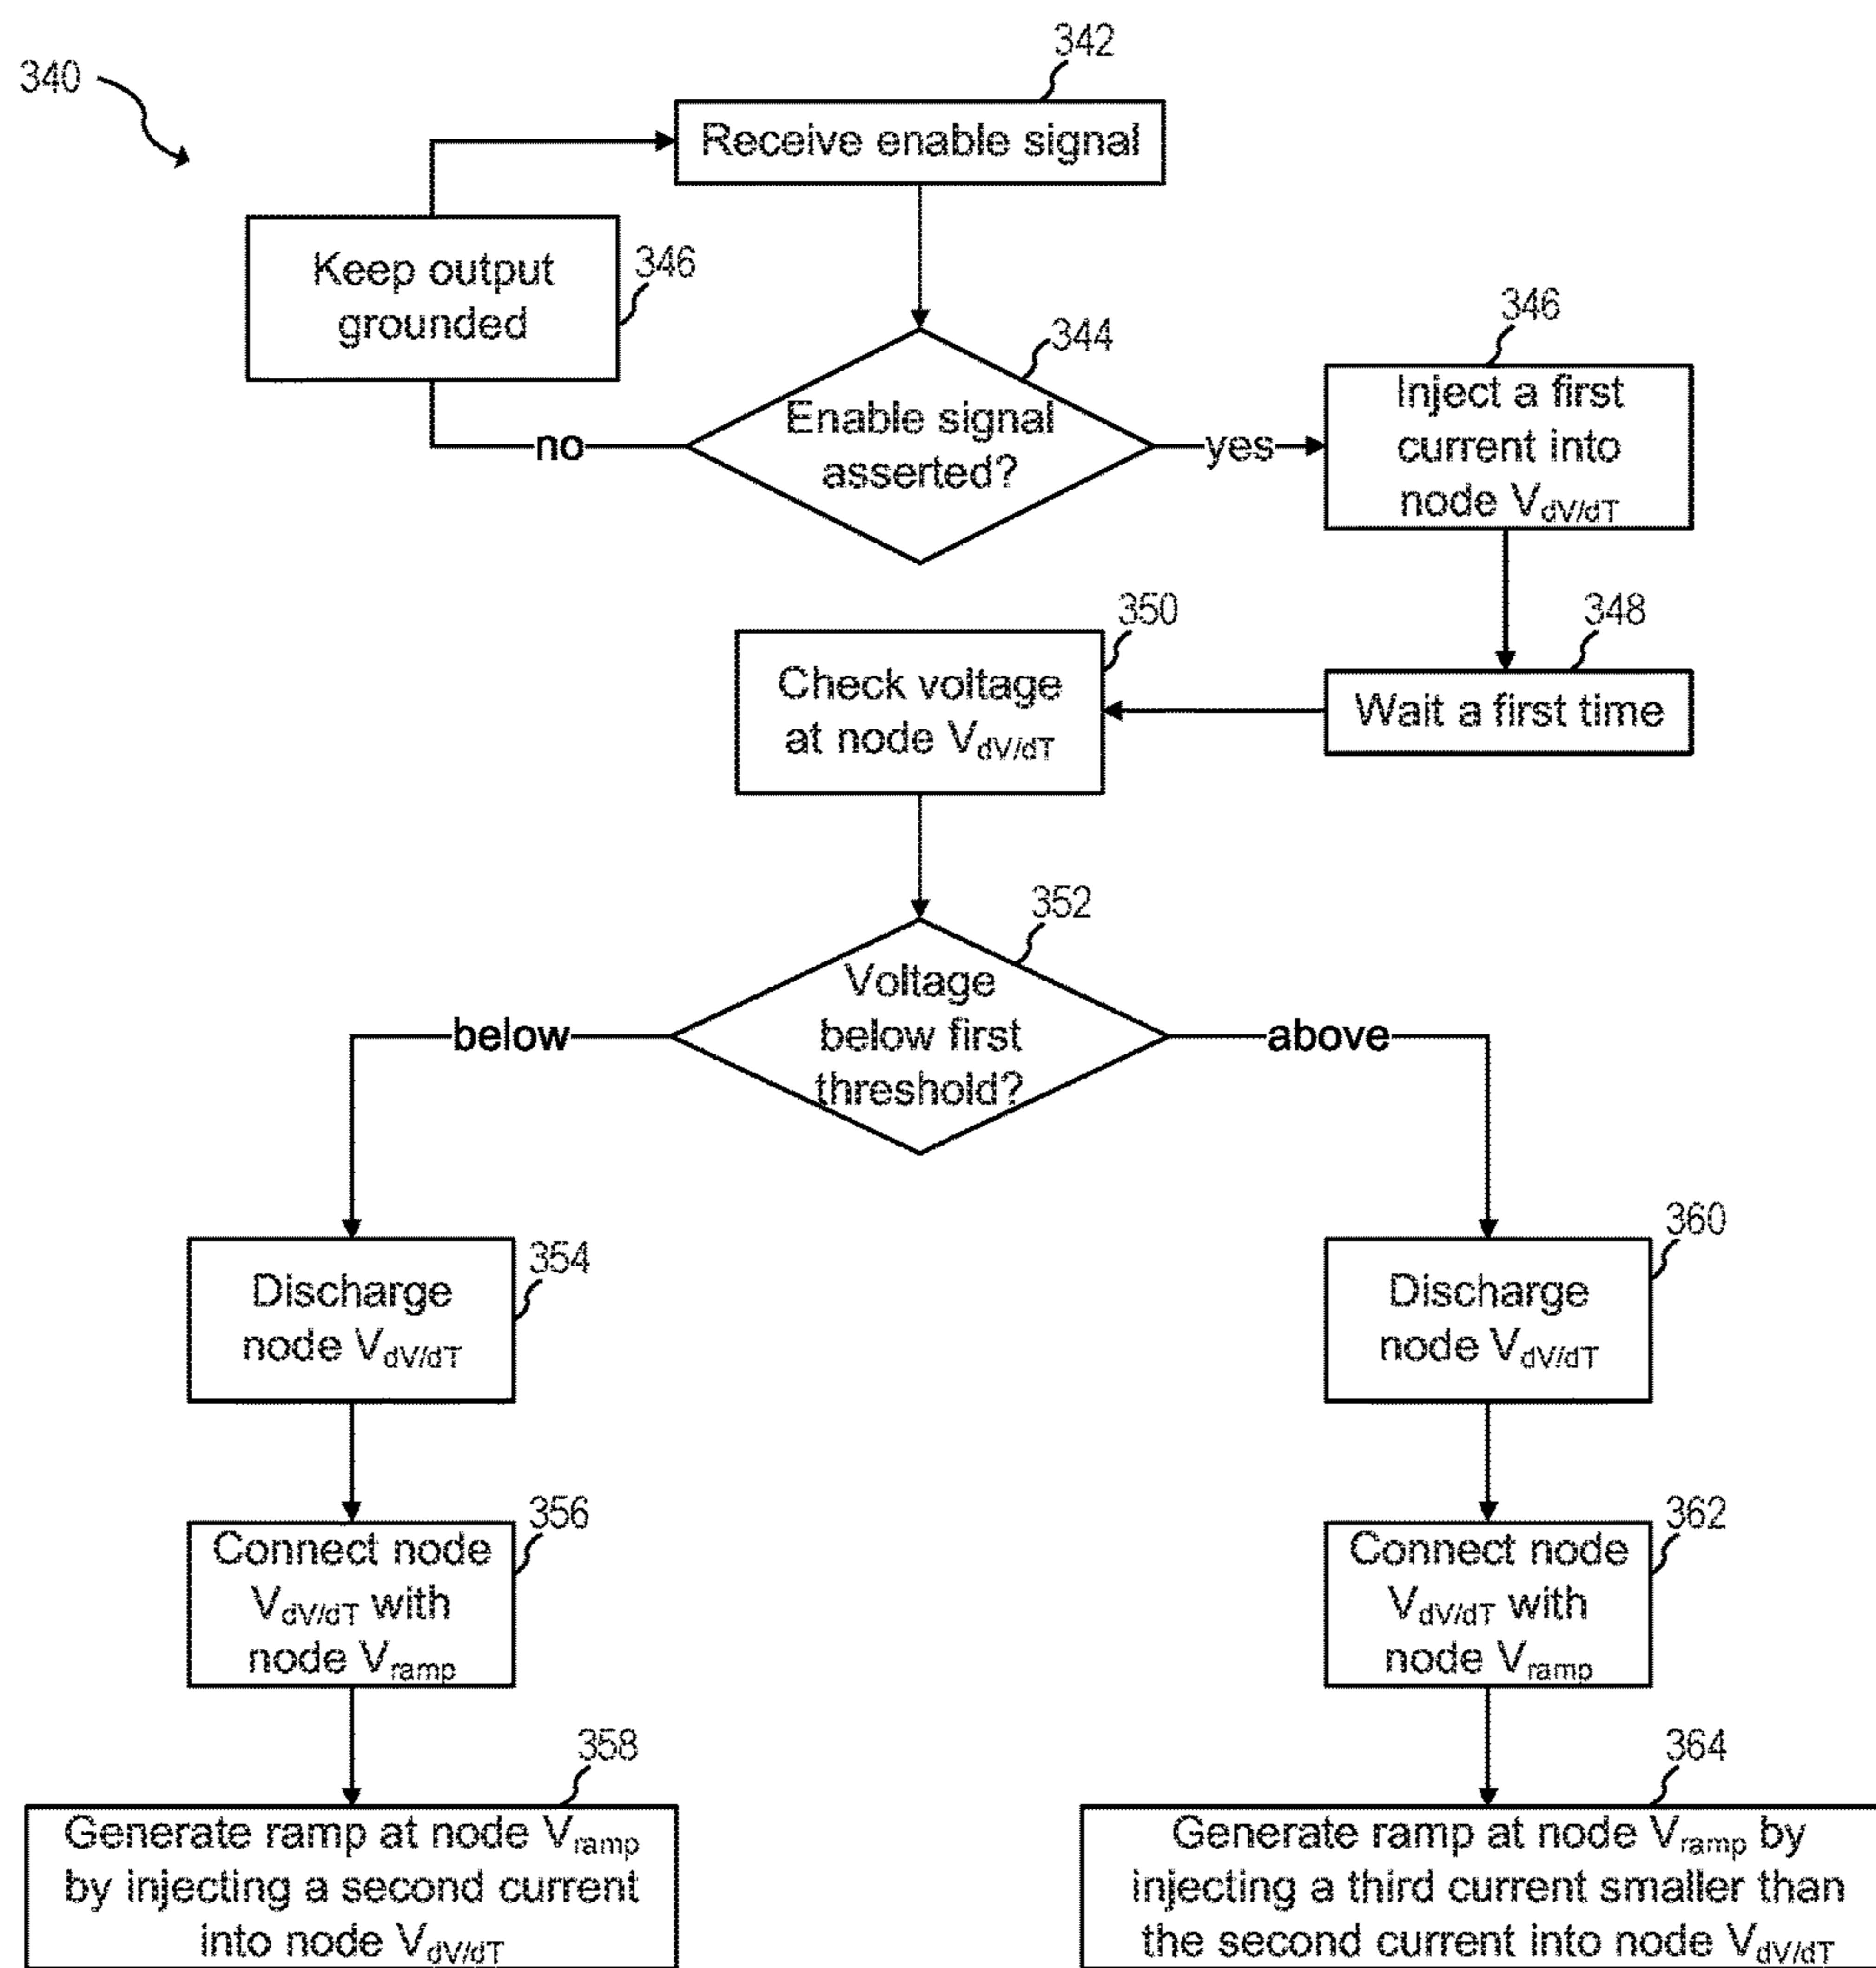 340
342
Receive enable signal
Keep output
grounded
346
344
Enable signal
asserted?
no
yes
346
Inject a first
current into
node VdV/dT
348
Wait a first time
350
Check voltage
at node VdV/dT
352
Voltage
below first
threshold?
below
above
354
Discharge
node VdV/dT
360
Discharge
node VdV/dT
356
Connect node
VdV/dT with
node Vramp
362
Connect node
VdV/dT with
node Vramp
358
Generate ramp at node Vramp
by injecting a second current
into node VdV/dT
364
Generate ramp at node Vramp by
injecting a third current smaller than
the second current into node VdV/dT